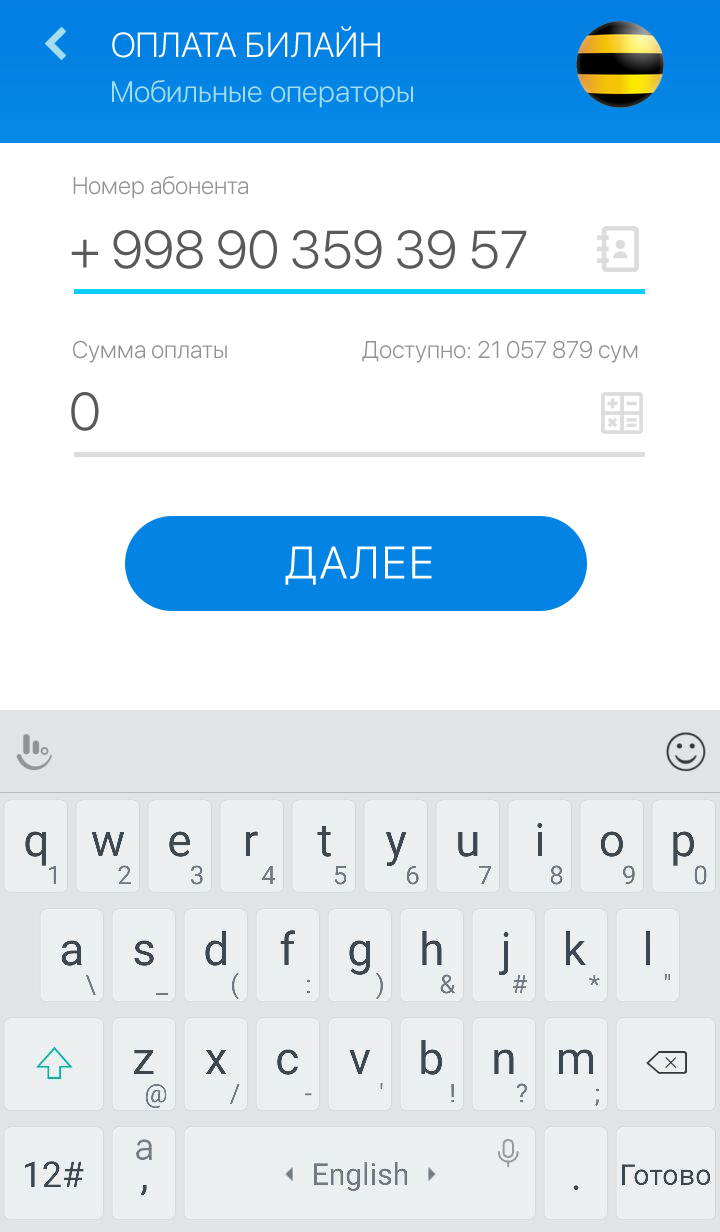 ОПЛАТА БИЛАЙН
Мобильные операторы
Номер абонента
+ 998 90 359 39 57
Сумма оплаты Доступно: 21 057 879 сум
0
ДАЛЕЕ
q 1 w 2 e 3 r 4 t 5 y 6 u 7 i 8 o 9 p 0
a \ s _ d ( f : g ) h & j # k * l "
z @ x / c - v ' b ! n ? m ;
12# a , English . Готово